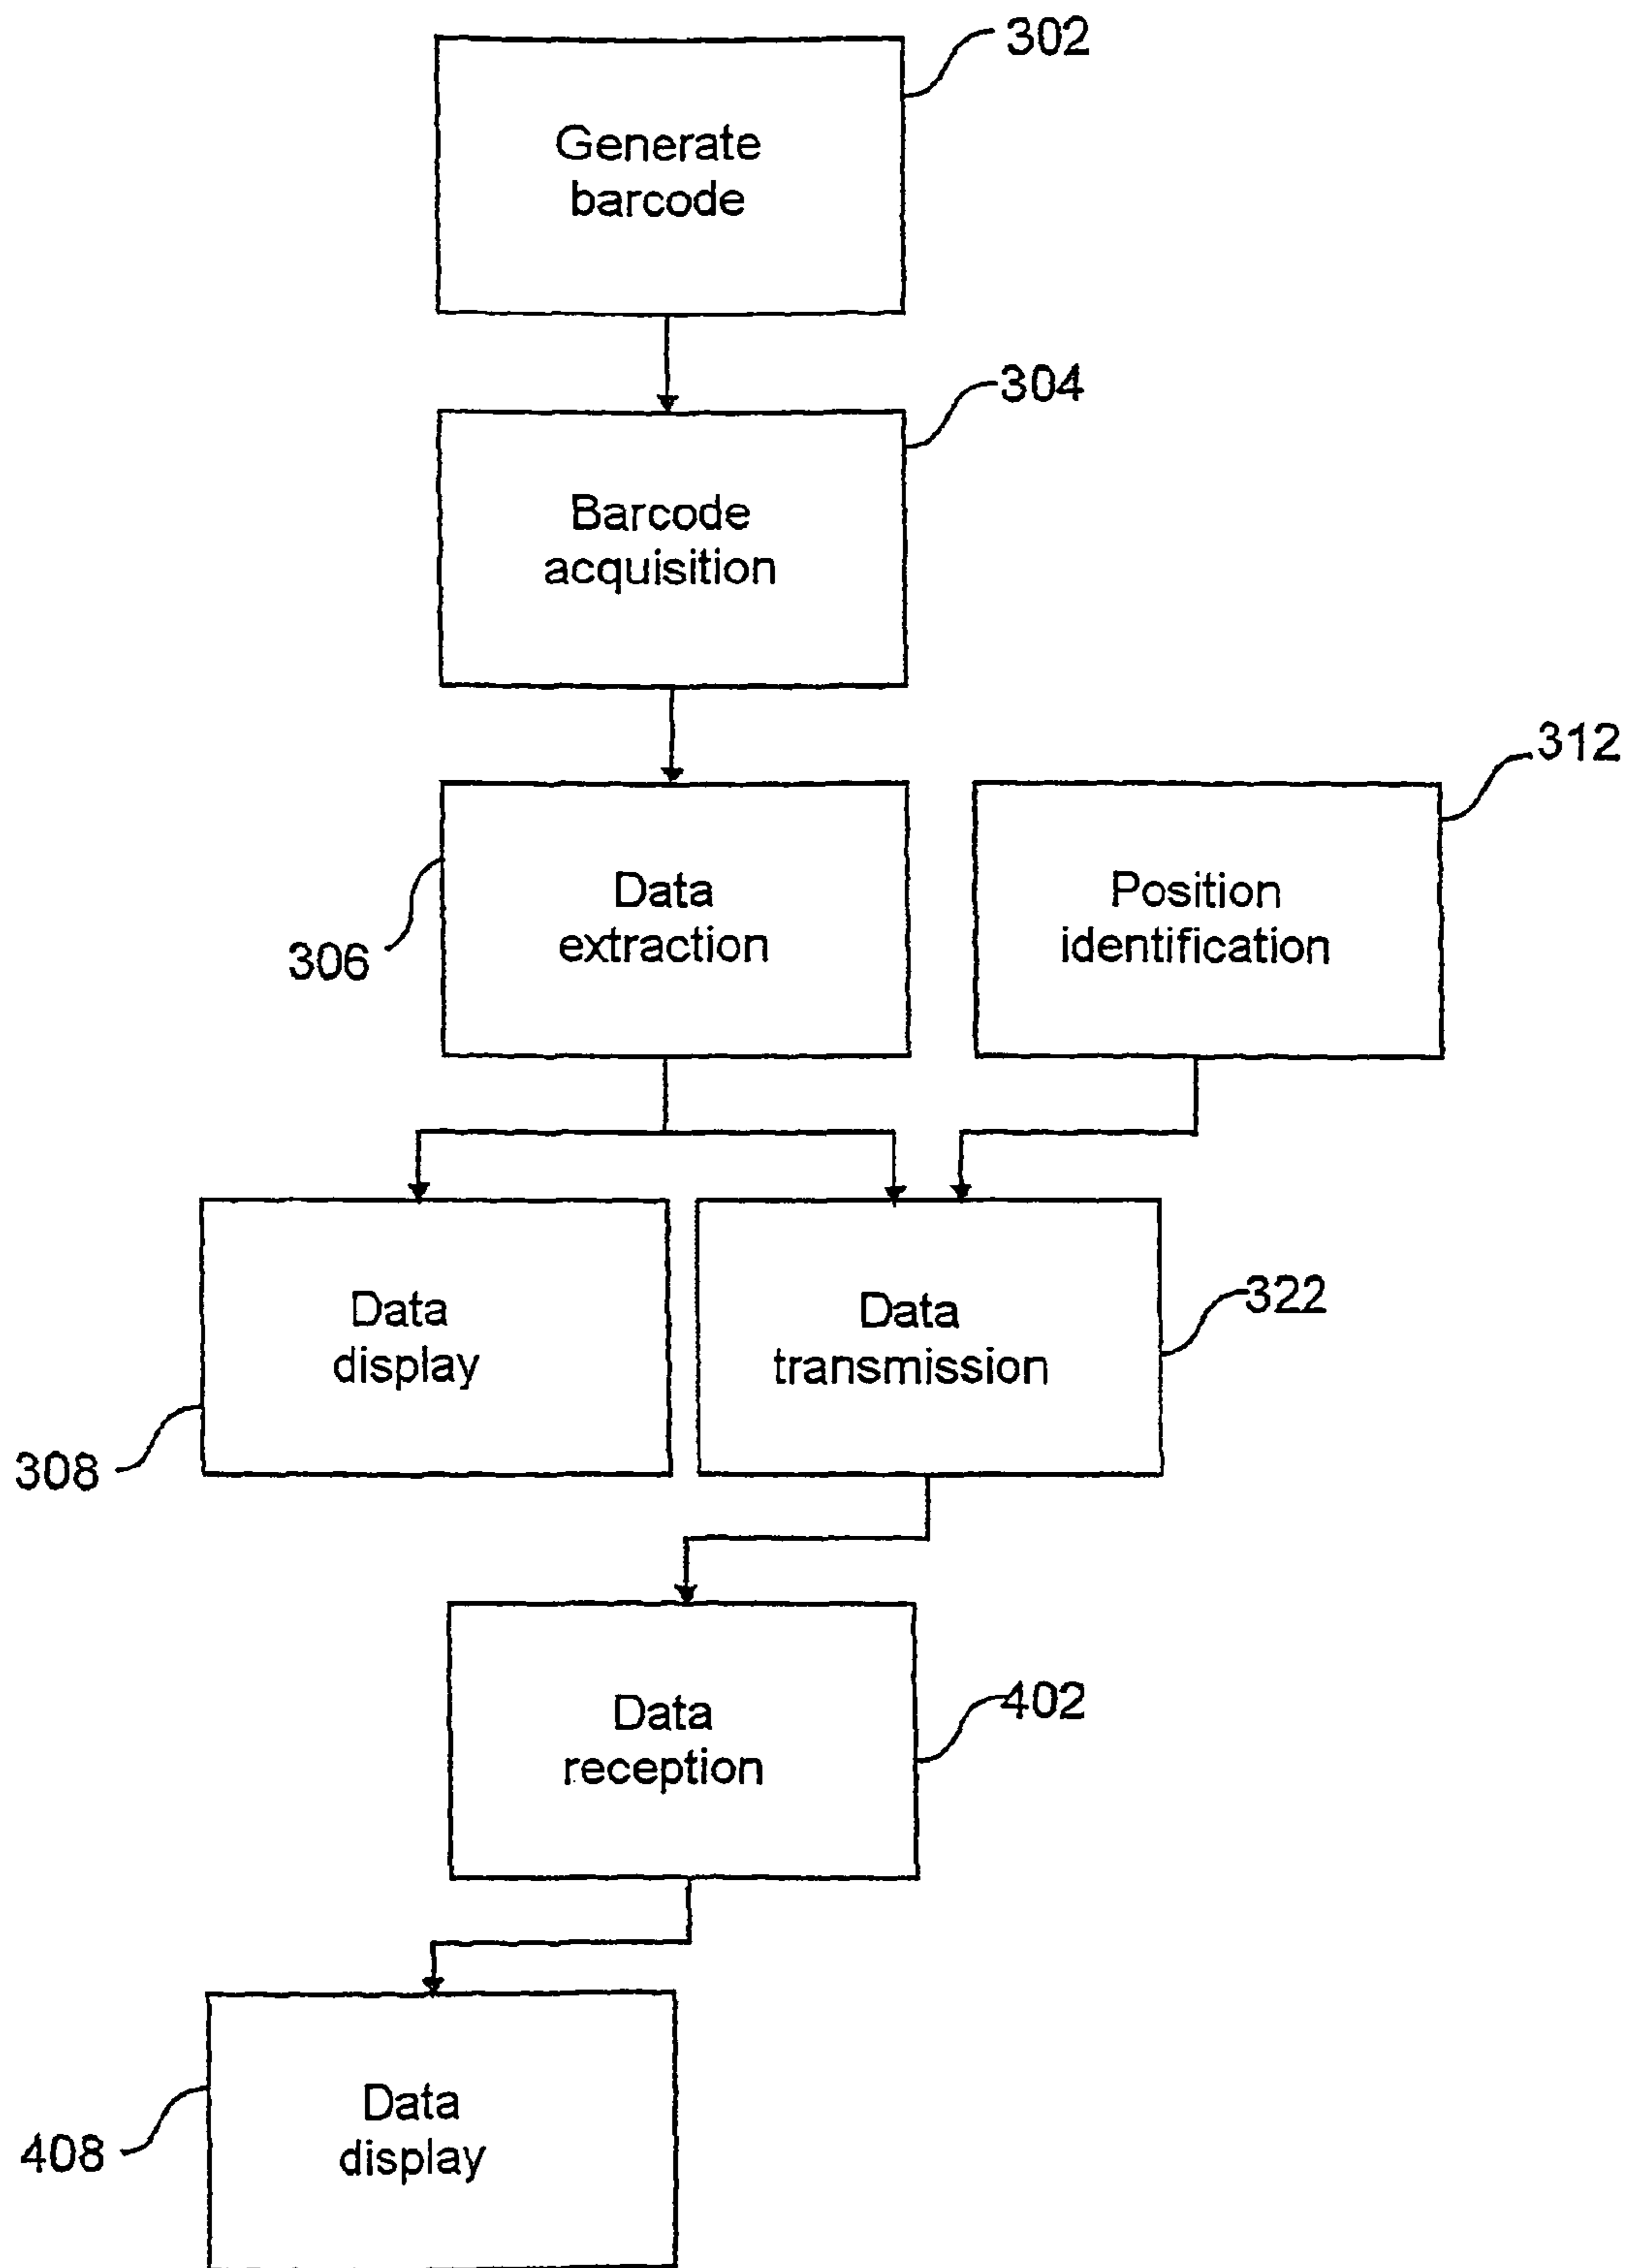 302
Generate
barcode
304
Barcode
acquisition
312
Data
extraction
306
Position
identification
Data
display
308
Data
transmission
322
Data
reception
402
Data
display
408